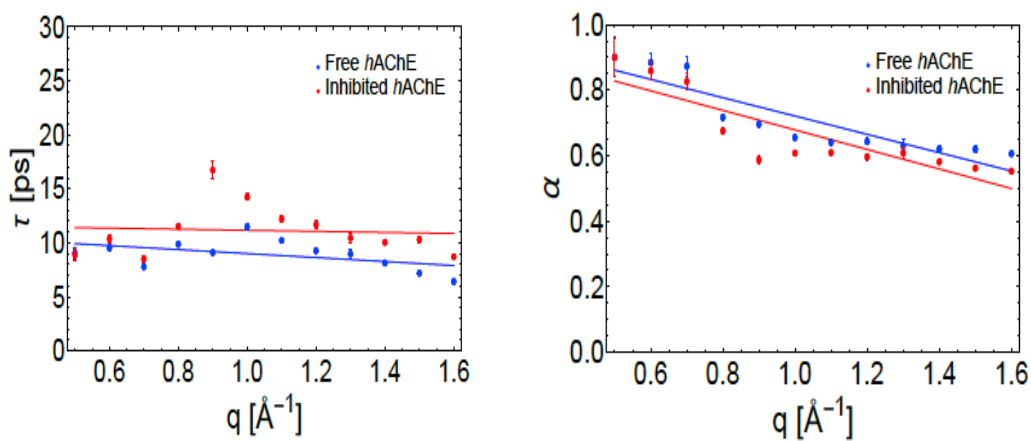 30
25
20
15
10
5
0
τ [ps]
Free hAChE
Inhibited hAChE
0.6 0.8 1.0 1.2 1.4 1.6
q [Å⁻¹]
1.0
0.8
0.6
0.4
0.2
0.0
α
Free hAChE
Inhibited hAChE
0.6 0.8 1.0 1.2 1.4 1.6
q [Å⁻¹]